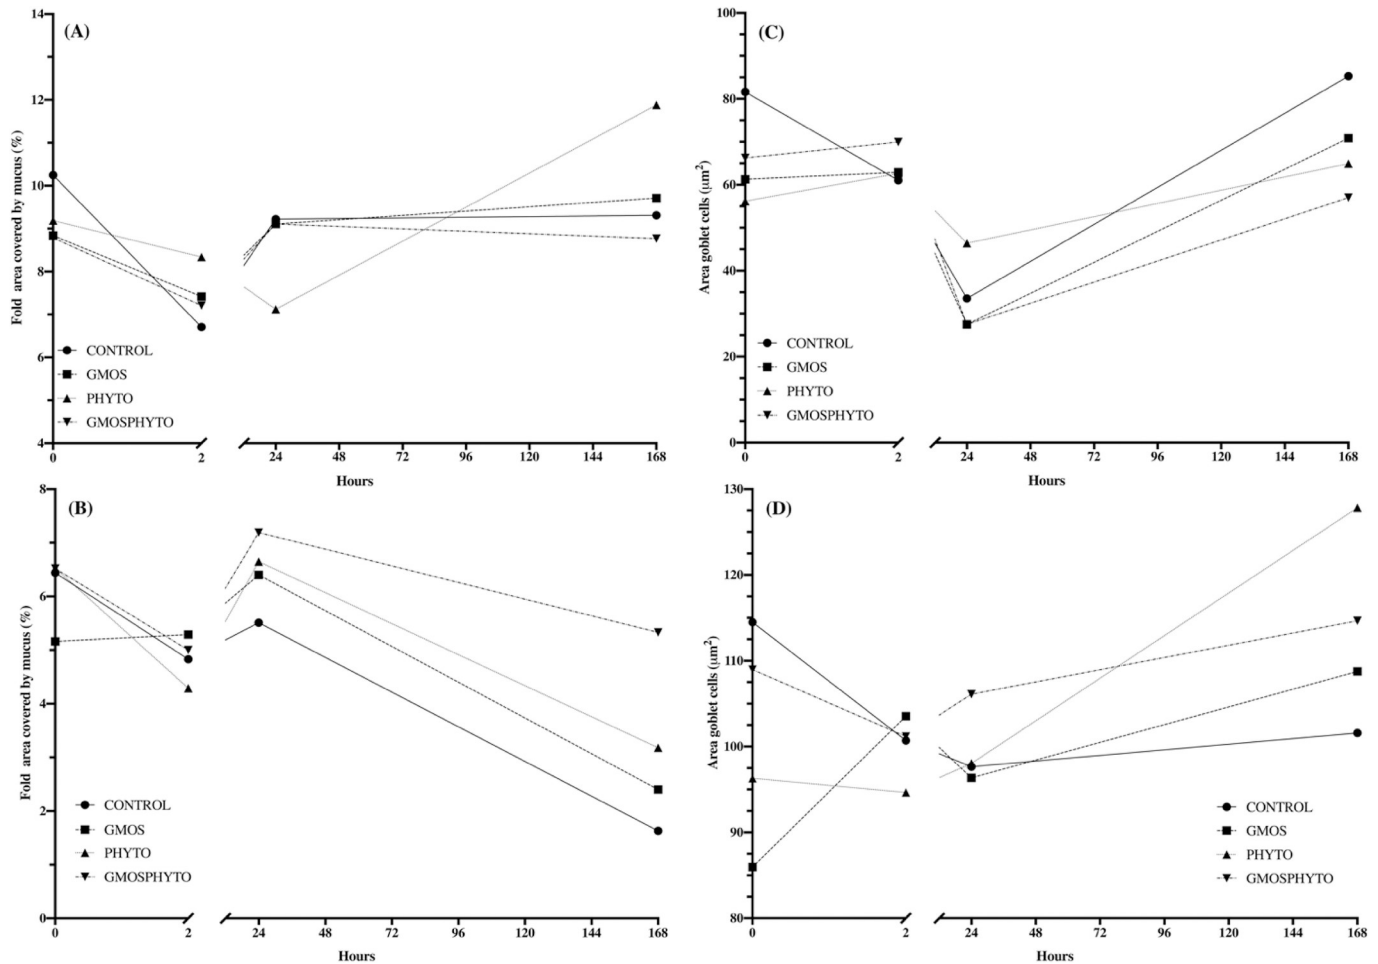 (A)
Fold area covered by mucus (%)
14
12
10
8
6
4
CONTROL
GMOS
PHYTO
GMOSPHYTO
0 2 24 48 72 96 120 144 168
Hours
(C)
Area goblet cells (μm²)
100
80
60
40
20
0
CONTROL
GMOS
PHYTO
GMOSPHYTO
0 2 24 48 72 96 120 144 168
Hours
(B)
Fold area covered by mucus (%)
8
6
4
2
0
CONTROL
GMOS
PHYTO
GMOSPHYTO
0 2 24 48 72 96 120 144 168
Hours
(D)
Area goblet cells (μm²)
130
120
110
100
90
80
CONTROL
GMOS
PHYTO
GMOSPHYTO
0 2 24 48 72 96 120 144 168
Hours